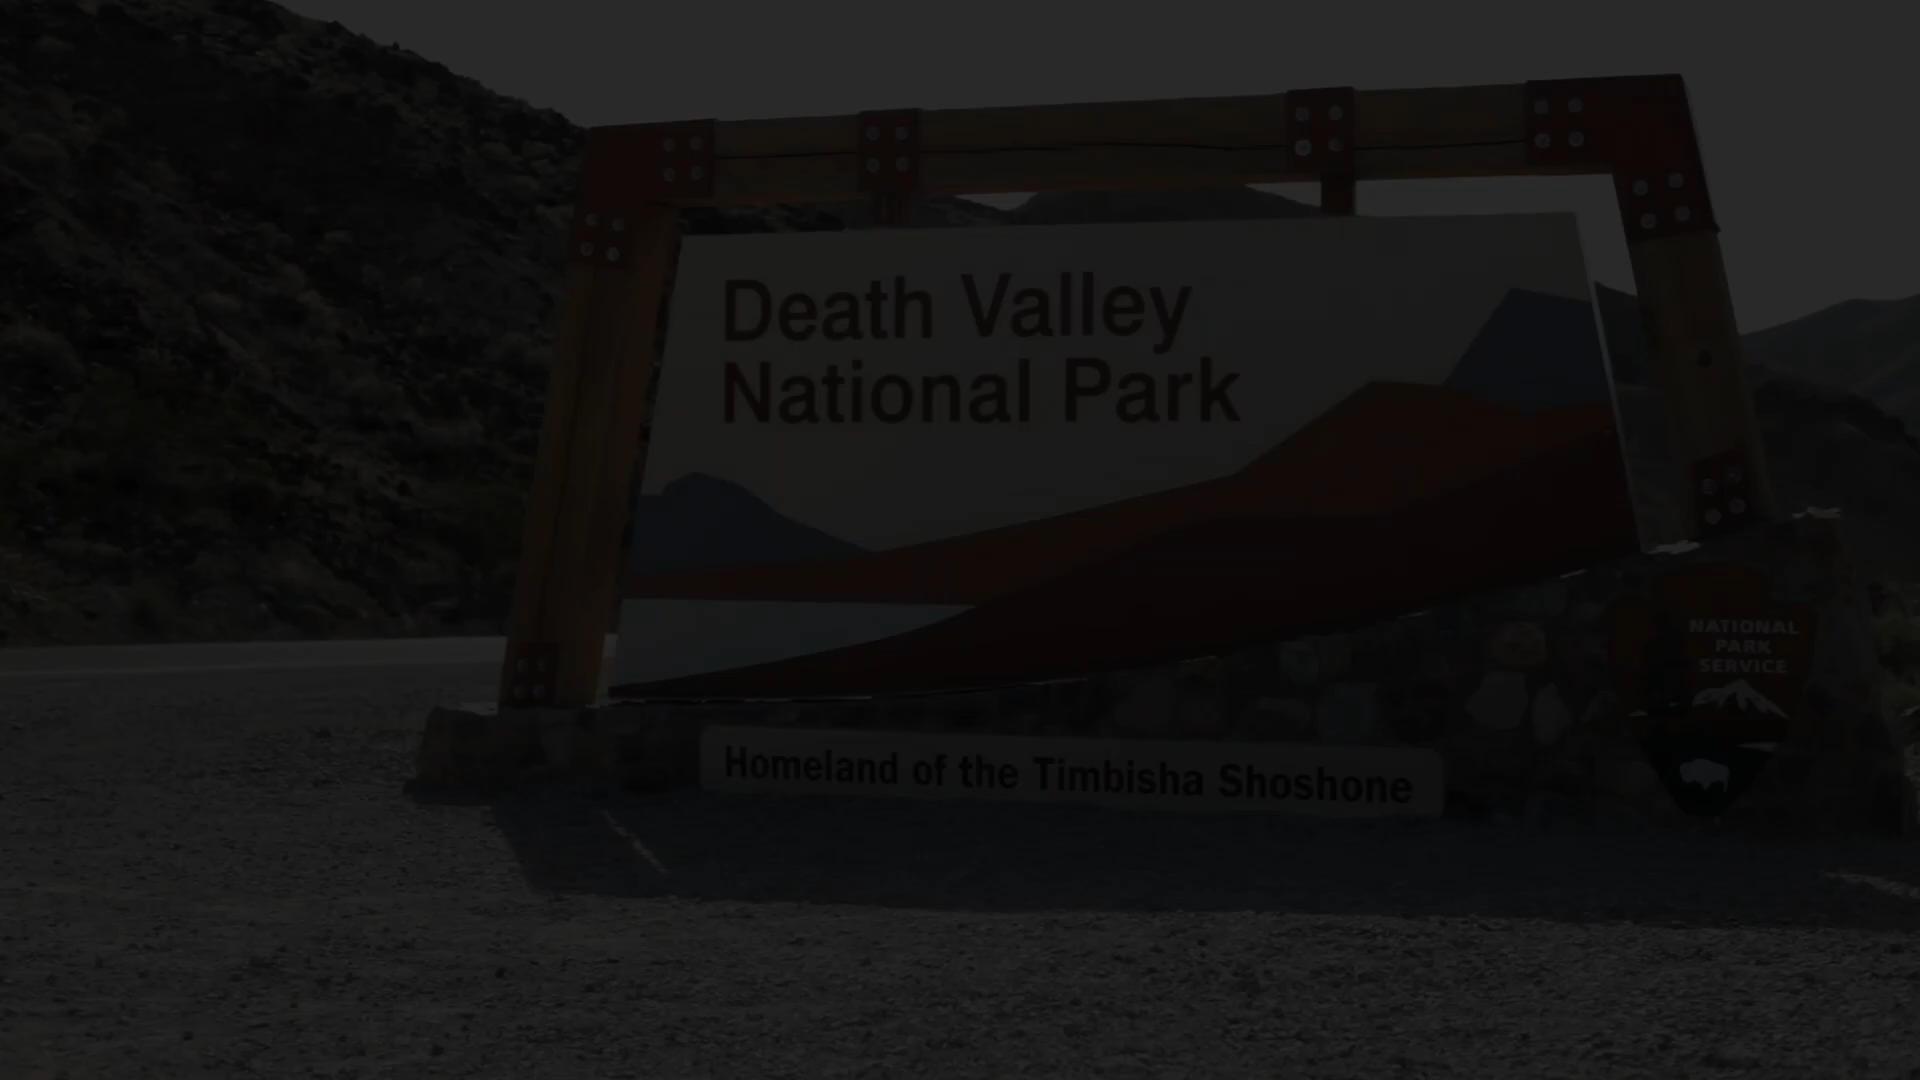 Death Valley
National Park
NATIONAL
PARK
SERVICE
Homeland of the Timbisha Shoshone